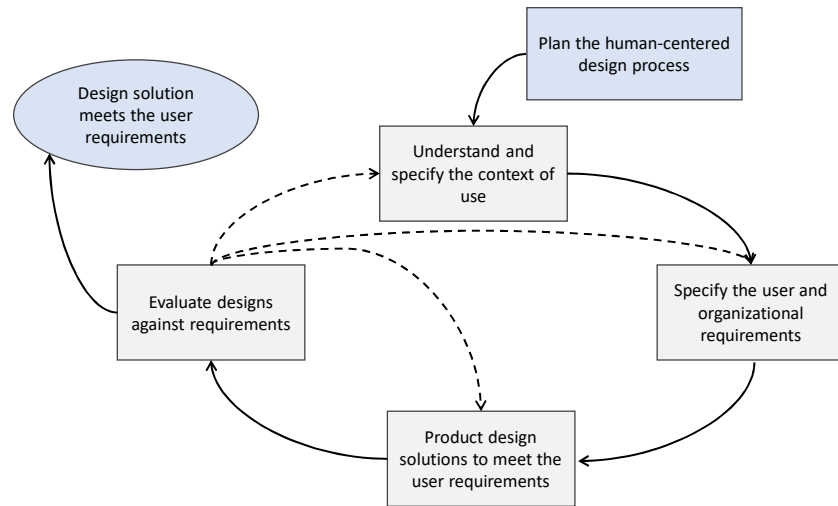 Plan the human-centered
design process
Design solution
meets the user
requirements
Understand and
specify the context of
use
Evaluate designs
against requirements
Specify the user and
organizational
requirements
Product design
solutions to meet the
user requirements